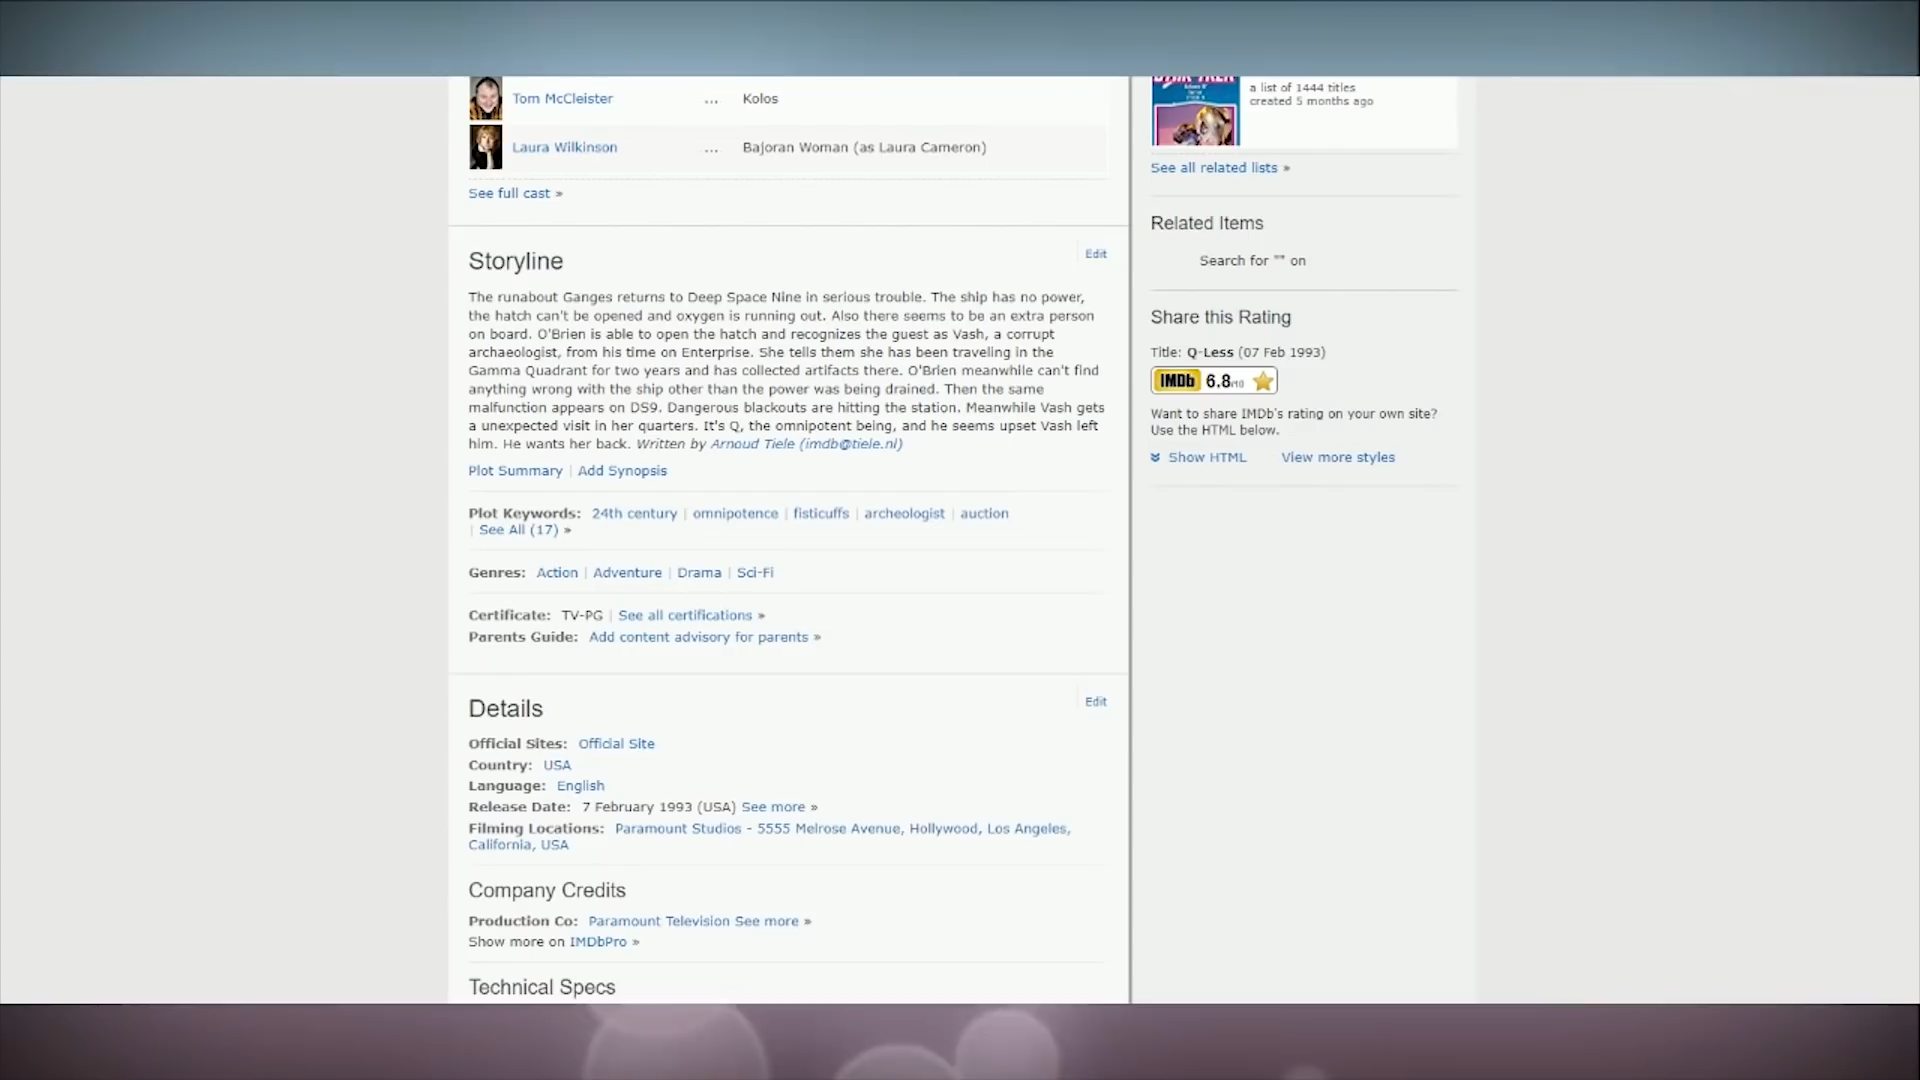 Tom McCleister ... Kolos
Laura Wilkinson ... Bajoran Woman (as Laura Cameron)
See full cast »
Storyline
Edit
The runabout Ganges returns to Deep Space Nine in serious trouble. The ship has no power,
the hatch can't be opened and oxygen is running out. Also there seems to be an extra person
on board. O'Brien is able to open the hatch and recognizes the guest as Vash, a corrupt
archaeologist, from his time on Enterprise. She tells them she has been traveling in the
Gamma Quadrant for two years and has collected artifacts there. O'Brien meanwhile can't find
anything wrong with the ship other than the power was being drained. Then the same
malfunction appears on DS9. Dangerous blackouts are hitting the station. Meanwhile Vash gets
a unexpected visit in her quarters. It's Q, the omnipotent being, and he seems upset Vash left
him. He wants her back. Written by Arnoud Tiele (imdb@tiele.nl)
Plot Summary | Add Synopsis
Plot Keywords: 24th century | omnipotence | fisticuffs | archeologist | auction
| See All (17) »
Genres: Action | Adventure | Drama | Sci-Fi
Certificate: TV-PG | See all certifications »
Parents Guide: Add content advisory for parents »
Details
Edit
Official Sites: Official Site
Country: USA
Language: English
Release Date: 7 February 1993 (USA) See more »
Filming Locations: Paramount Studios - 5555 Melrose Avenue, Hollywood, Los Angeles,
California, USA
Company Credits
Production Co: Paramount Television See more »
Show more on IMDbPro »
Technical Specs
STAR TREK
a list of 1444 titles
created 5 months ago
See all related lists »
Related Items
Search for "" on
Share this Rating
Title: Q-Less (07 Feb 1993)
IMDb 6.8/10
Want to share IMDb's rating on your own site?
Use the HTML below.
Show HTML View more styles